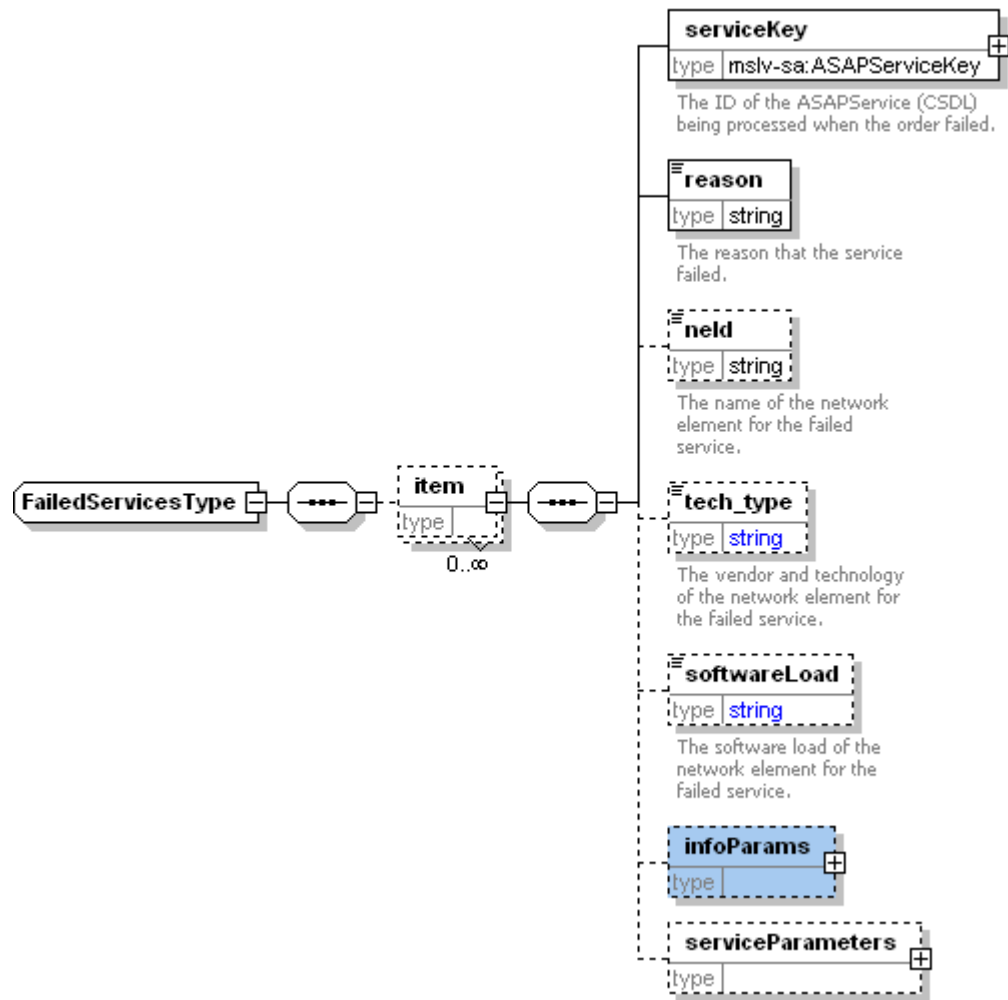 serviceKey
type mslv-sa:ASAPServiceKey
The ID of the ASAPService (CSDL)
being processed when the order failed.
reason
type string
The reason that the service
failed.
neId
type string
The name of the network
element for the failed
service.
FailedServicesType
item
type
0..∞
tech_type
type string
The vendor and technology
of the network element for
the failed service.
softwareLoad
type string
The software load of the
network element for the
failed service.
infoParams
type
serviceParameters
type